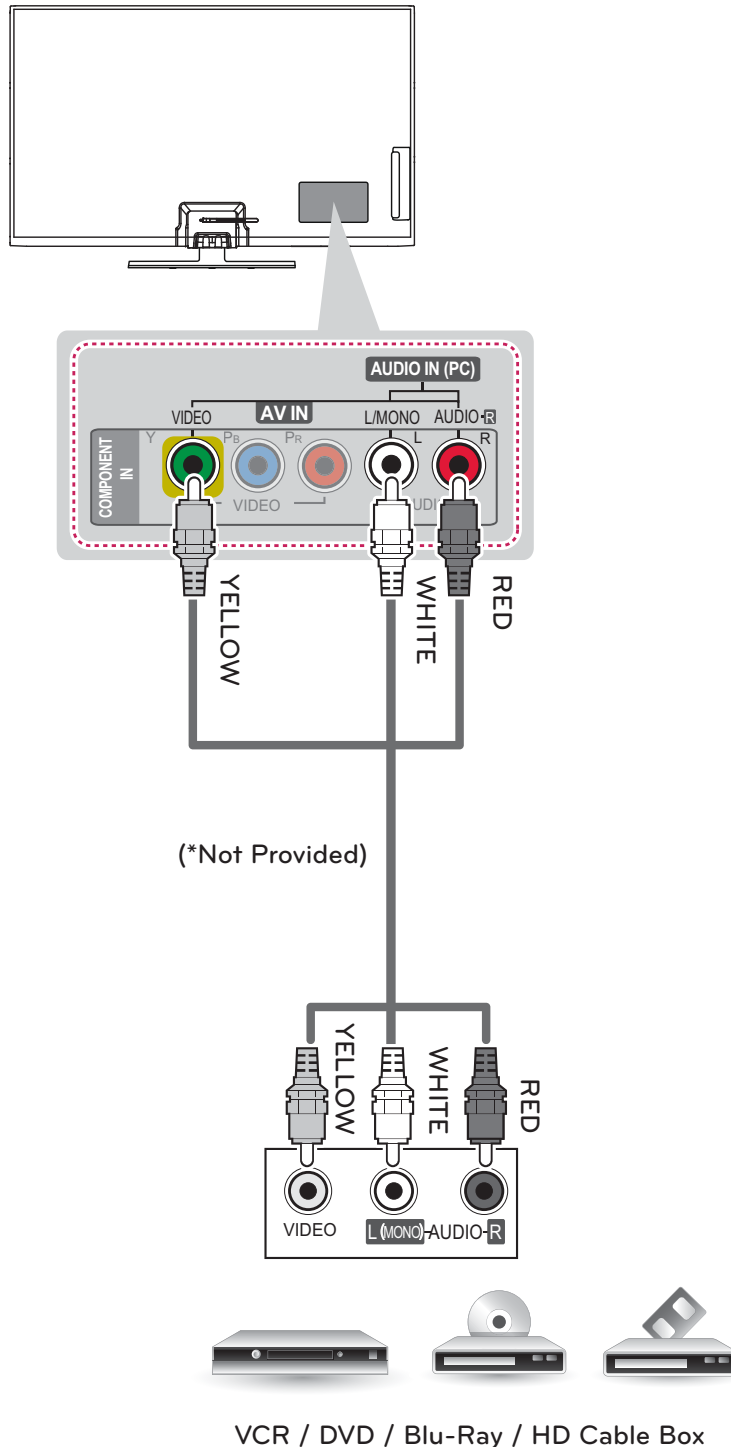 AUDIO IN (PC)
VIDEO AV IN L/MONO AUDIO-R
COMPONENT IN
Y PB PR L R
VIDEO UDI
YELLOW
WHITE
RED
(*Not Provided)
YELLOW
WHITE
RED
VIDEO L (MONO)-AUDIO-R
VCR / DVD / Blu-Ray / HD Cable Box